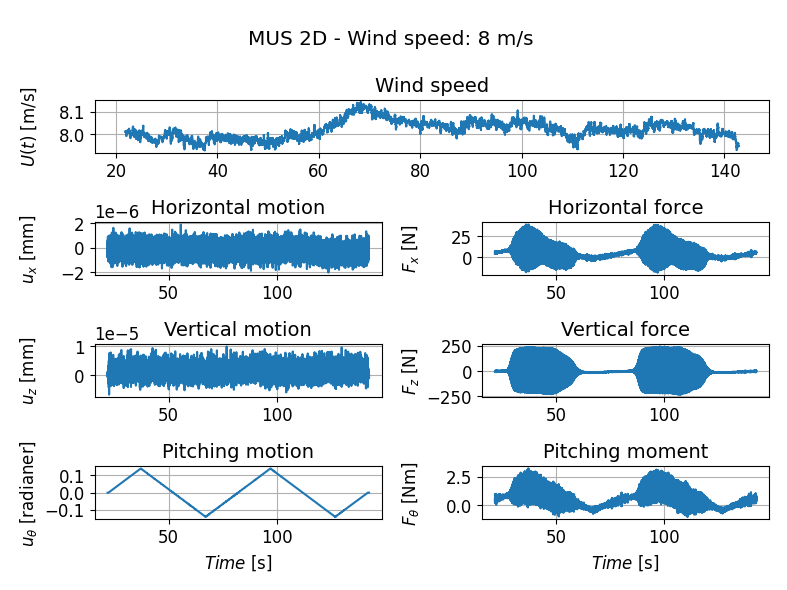 MUS 2D - Wind speed: 8 m/s
Wind speed
U(t) [m/s]
8.1
8.0
20 40 60 80 100 120 140
Horizontal motion
1e−6
u_x [mm]
2
0
−2
50 100
Horizontal force
F_x [N]
25
0
50 100
Vertical motion
1e−5
u_z [mm]
1
0
50 100
Vertical force
F_z [N]
250
0
−250
50 100
Pitching motion
u_θ [radianer]
0.1
0.0
−0.1
50 100
Time [s]
Pitching moment
F_θ [Nm]
2.5
0.0
50 100
Time [s]